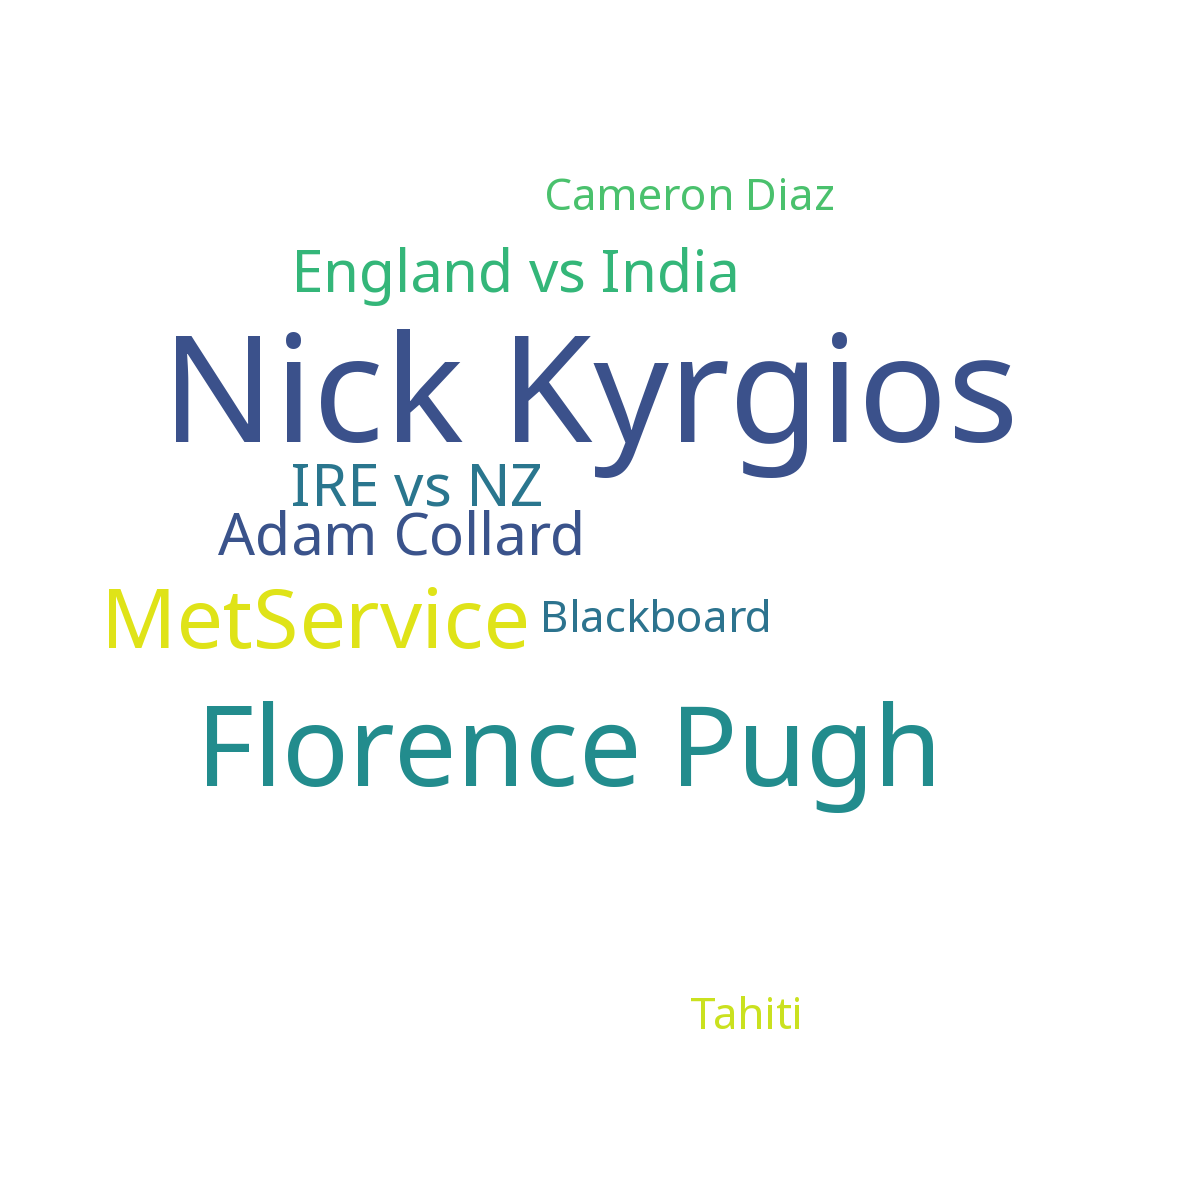 Cameron Diaz
England vs India
Nick Kyrgios
IRE vs NZ
Adam Collard
MetService
Blackboard
Florence Pugh
Tahiti